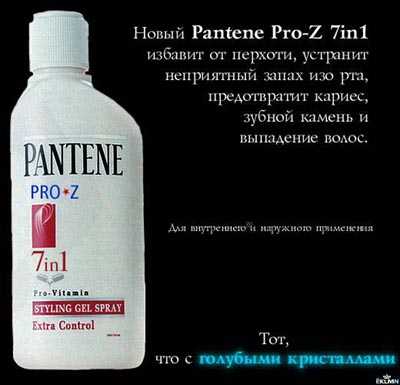 Новый Pantene Pro-Z 7in1
избавит от перхоти, устранит
неприятный запах изо рта,
предотвратит кариес,
зубной камень и
выпадение волос.
PANTENE
PRO★Z
7in1
Pro-Vitamin
STYLING GEL SPRAY
Extra Control
Для внутреннего и наружного применения
Тот,
что с голубыми кристаллами